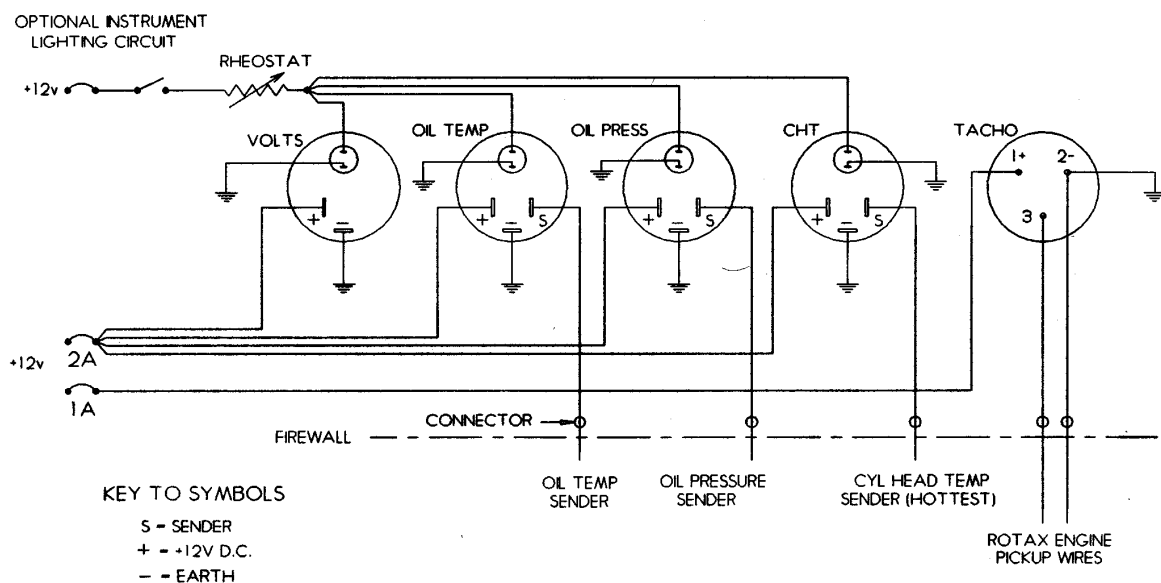 OPTIONAL INSTRUMENT
LIGHTING CIRCUIT
RHEOSTAT
+12v
VOLTS
OIL TEMP
OIL PRESS
CHT
TACHO
1+
2-
3
+
-
+
S
-
+
S
-
+
S
-
+12v
2A
1A
CONNECTOR
FIREWALL
OIL TEMP
SENDER
OIL PRESSURE
SENDER
CYL HEAD TEMP
SENDER (HOTTEST)
ROTAX ENGINE
PICKUP WIRES
KEY TO SYMBOLS
S - SENDER
+ - +12V D.C.
- - EARTH